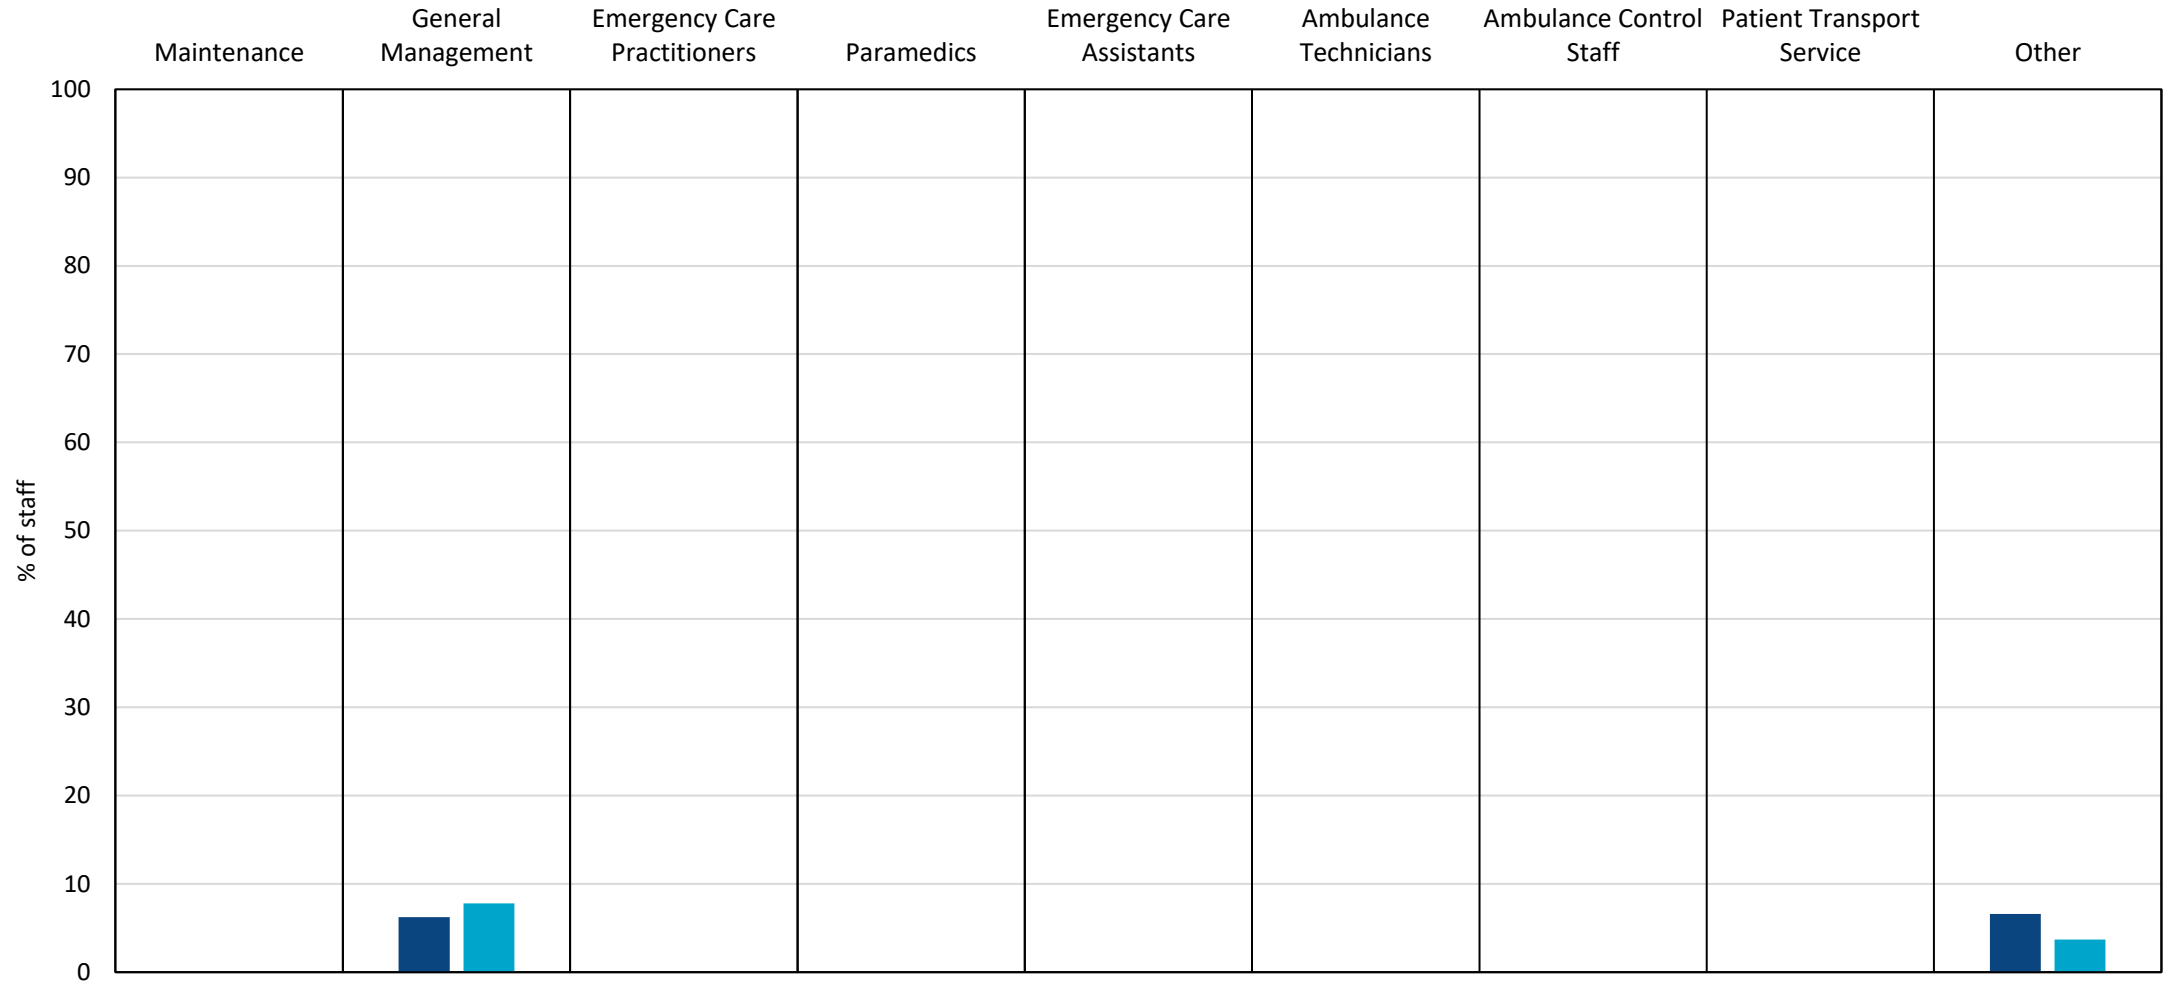 General
Management
Emergency Care
Practitioners
Emergency Care
Assistants
Ambulance
Technicians
Ambulance Control
Staff
Patient Transport
Service
Maintenance
Paramedics
Other
100
90
80
70
60
50
40
30
20
10
0
% of staff